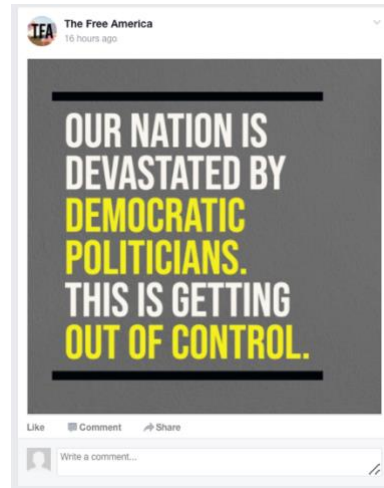 TFA
The Free America
16 hours ago
OUR NATION IS
DEVASTATED BY
DEMOCRATIC
POLITICIANS.
THIS IS GETTING
OUT OF CONTROL.
Like Comment Share
Write a comment...